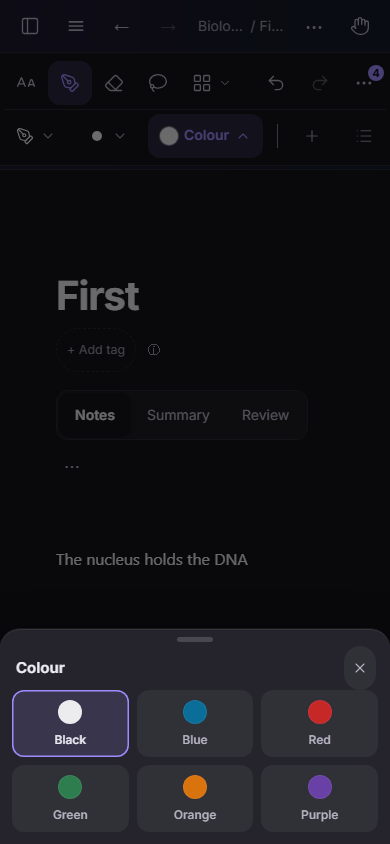 Biolo... / Fi...
AA
4
Colour
First
+ Add tag
Notes Summary Review
The nucleus holds the DNA
Colour
Black Blue Red
Green Orange Purple